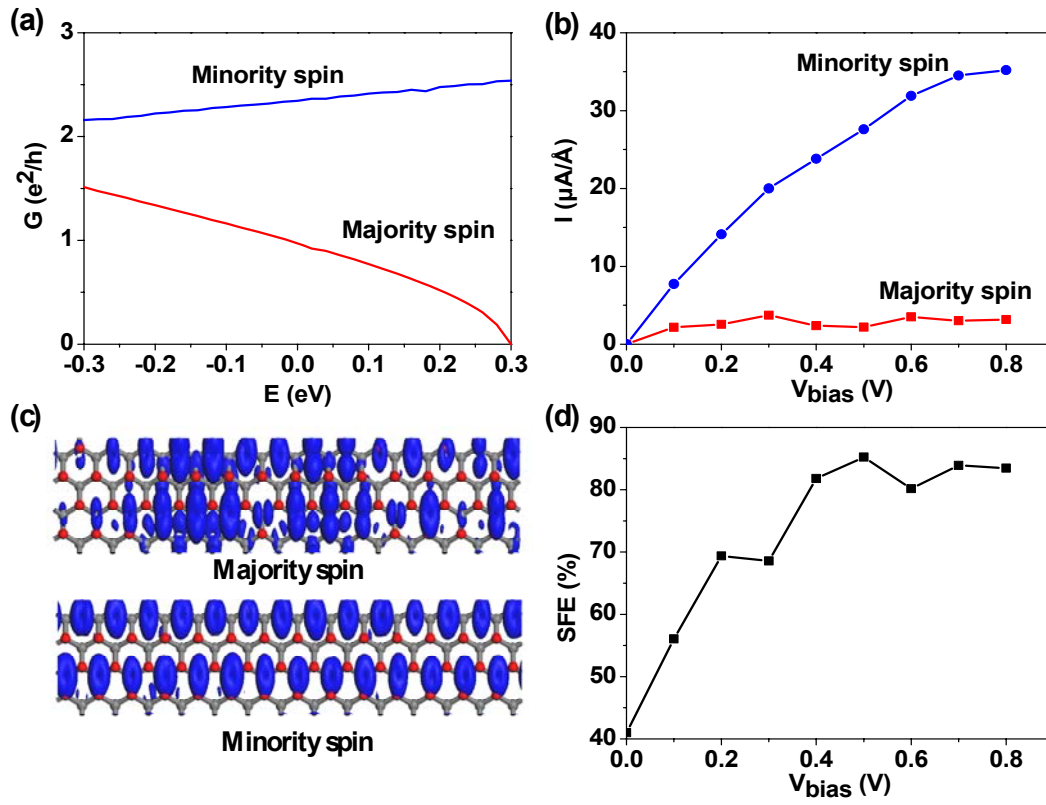 (a)
3
2
1
0
G (e²/h)
Minority spin
Majority spin
-0.3 -0.2 -0.1 0.0 0.1 0.2 0.3
E (eV)
(b)
40
30
20
10
0
I (μA/Å)
Minority spin
Majority spin
0.0 0.2 0.4 0.6 0.8
Vbias (V)
(c)
Majority spin
Minority spin
(d)
90
80
70
60
50
40
SFE (%)
0.0 0.2 0.4 0.6 0.8
Vbias (V)